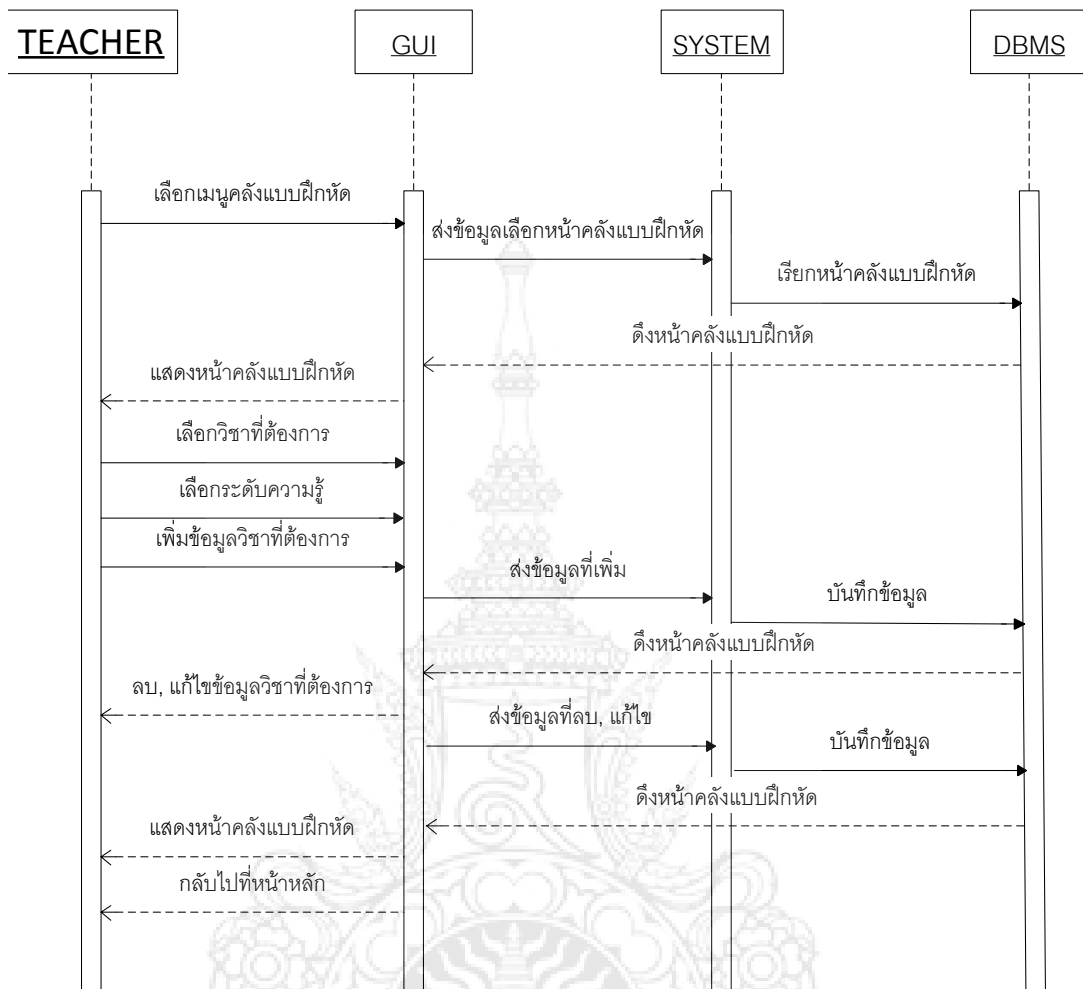 TEACHER
GUI
SYSTEM
DBMS
เลือกเมนูคลังแบบฝึกหัด
ส่งข้อมูลเลือกหน้าคลังแบบฝึกหัด
เรียกหน้าคลังแบบฝึกหัด
ดึงหน้าคลังแบบฝึกหัด
แสดงหน้าคลังแบบฝึกหัด
เลือกวิชาที่ต้องการ
เลือกระดับความรู้
เพิ่มข้อมูลวิชาที่ต้องการ
ส่งข้อมูลที่เพิ่ม
บันทึกข้อมูล
ดึงหน้าคลังแบบฝึกหัด
ลบ, แก้ไขข้อมูลวิชาที่ต้องการ
ส่งข้อมูลที่ลบ, แก้ไข
บันทึกข้อมูล
ดึงหน้าคลังแบบฝึกหัด
แสดงหน้าคลังแบบฝึกหัด
กลับไปที่หน้าหลัก